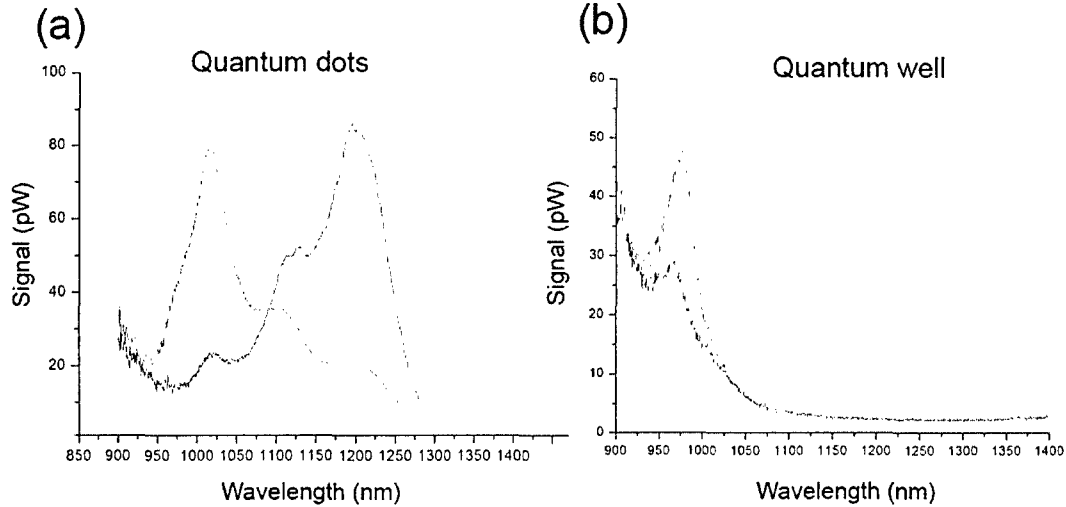 (a)
Quantum dots
100
80
60
40
20
Signal (pW)
850 900 950 1000 1050 1100 1150 1200 1250 1300 1350 1400
Wavelength (nm)
(b)
Quantum well
60
50
40
30
20
10
0
Signal (pW)
900 950 1000 1050 1100 1150 1200 1250 1300 1350 1400
Wavelength (nm)